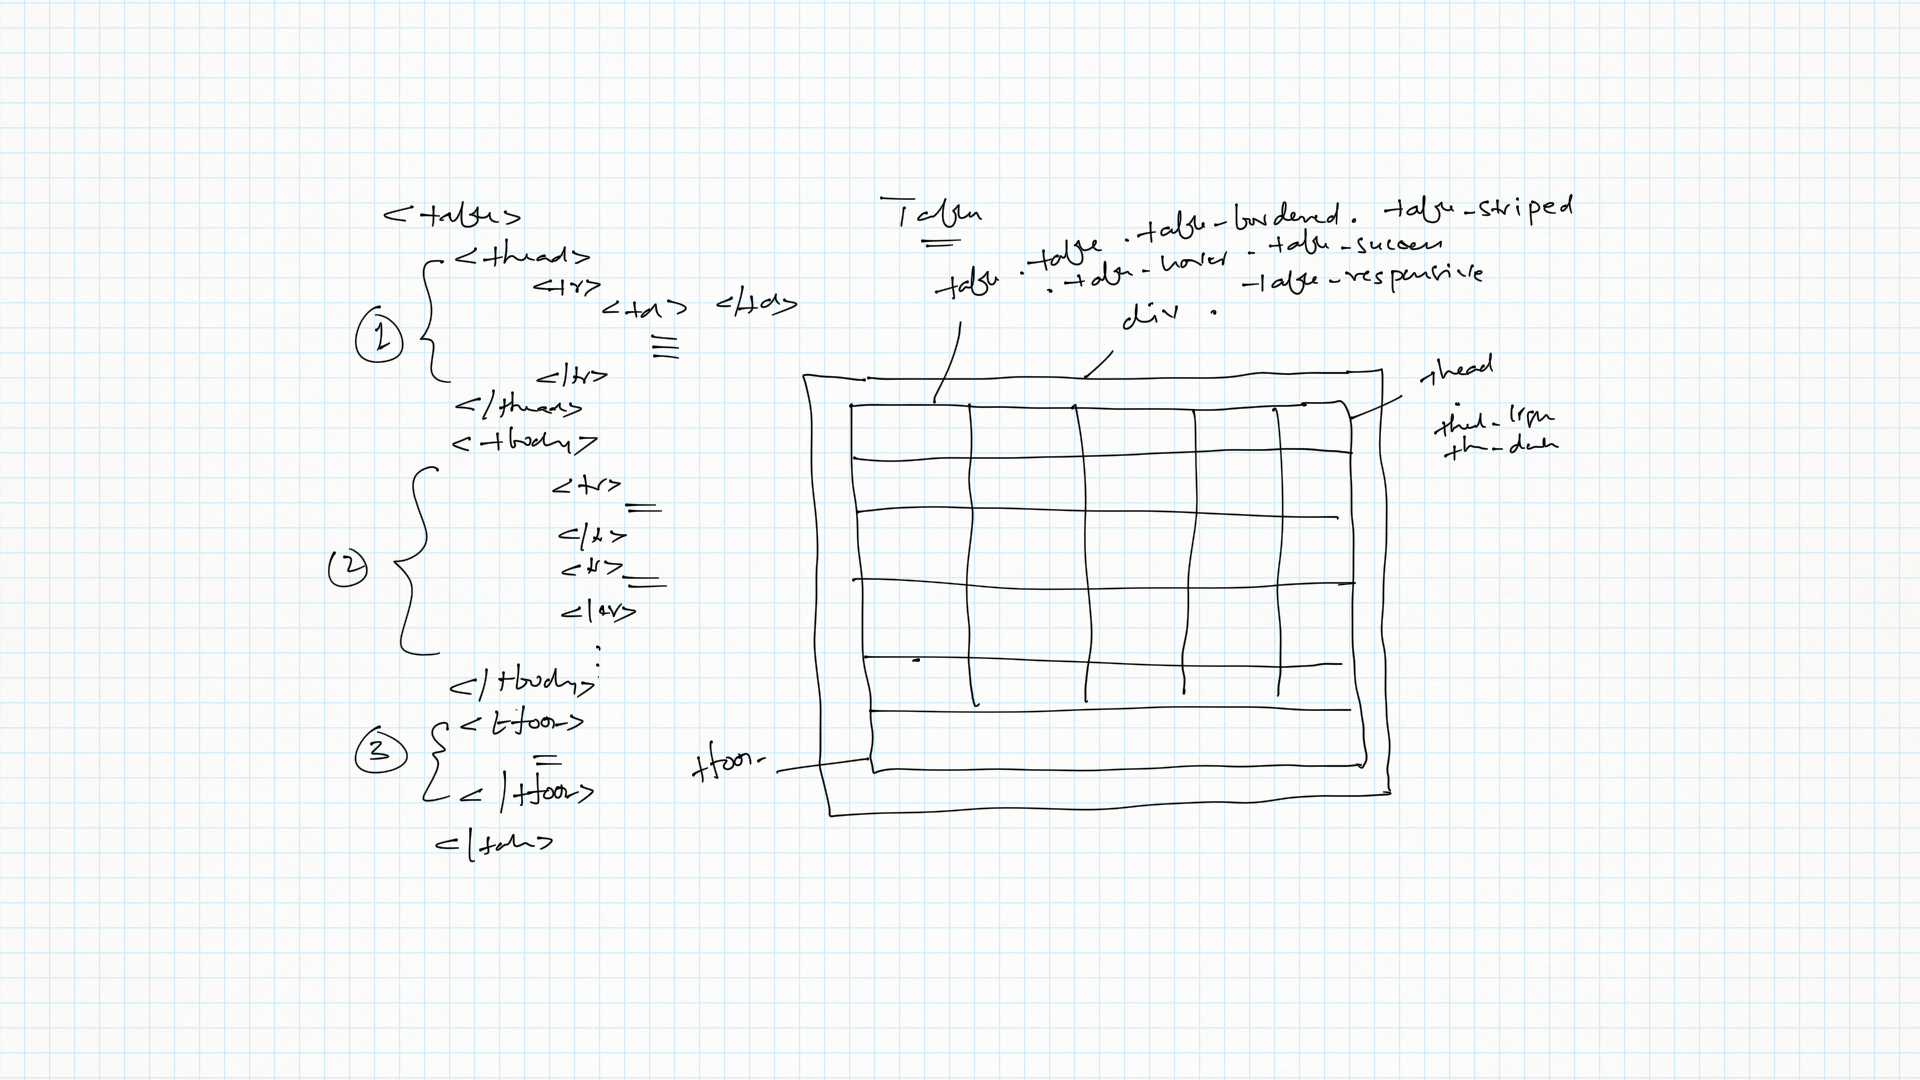 <table>
<thead>
<tr>
<td> </td>
</tr>
</thead>
<tbody>
<tr>
</tr>
<tr>
</tr>
</tbody>
<tfoot>
</tfoot>
</table>
1
2
3
Table
table .table .table-bordered. table-striped
.table-hover - table-success
-table-responsive
div .
thead
thead-light
th-dark
tfoot